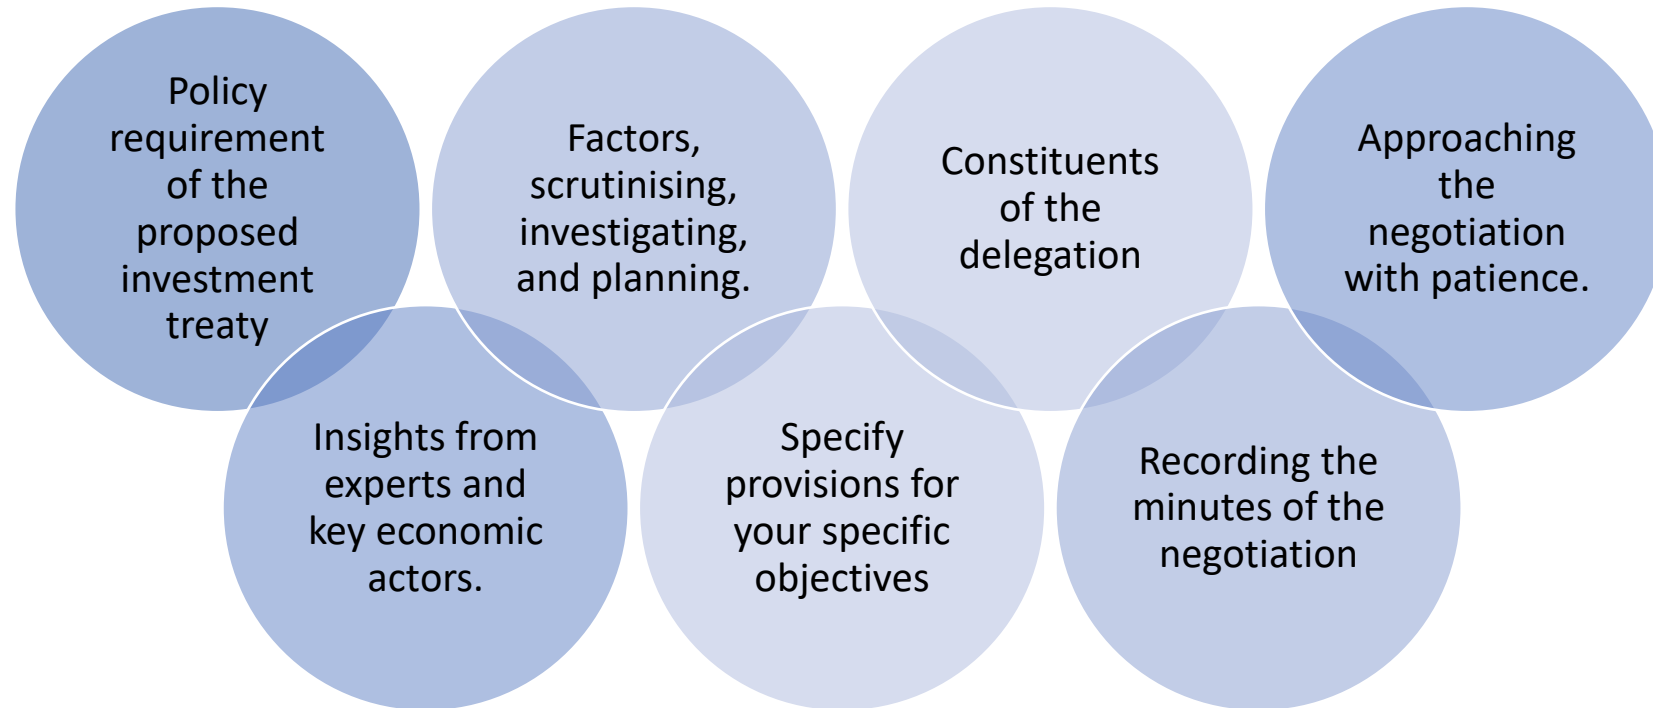 Policy
requirement
of the
proposed
investment
treaty
Insights from
experts and
key economic
actors.
Factors,
scrutinising,
investigating,
and planning.
Specify
provisions for
your specific
objectives
Constituents
of the
delegation
Recording the
minutes of the
negotiation
Approaching
the
negotiation
with patience.